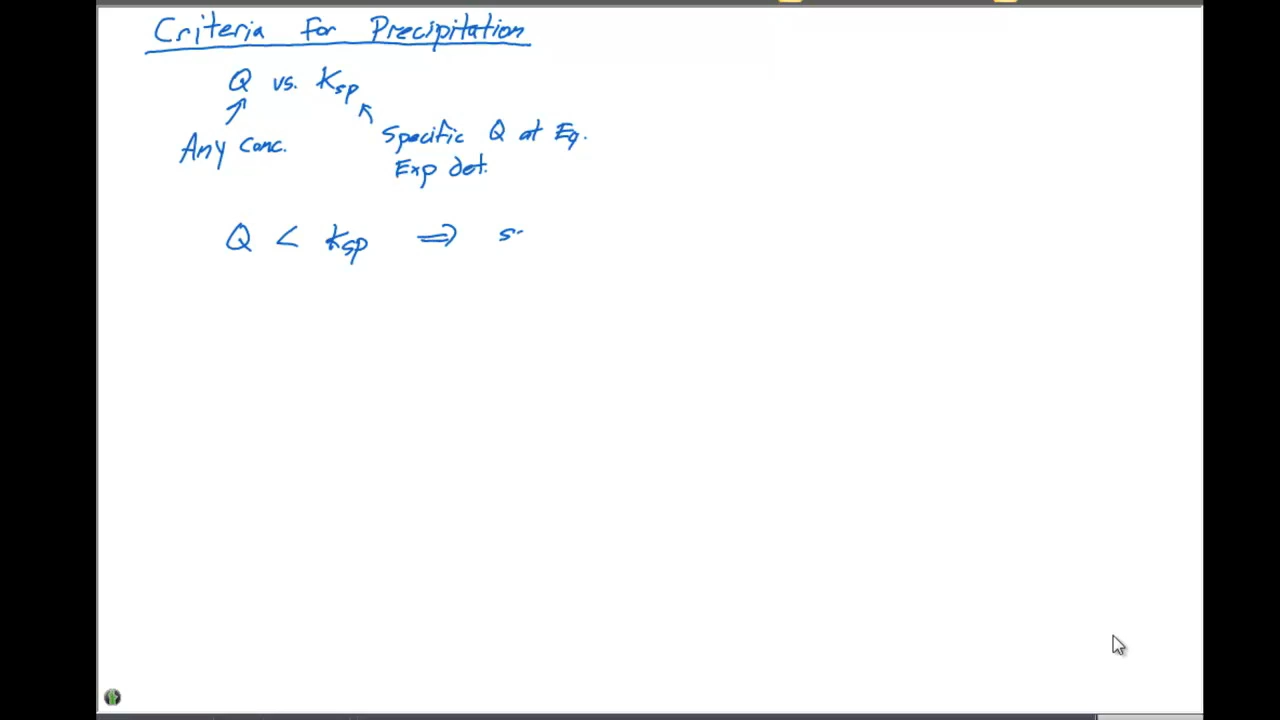 Criteria for Precipitation
Q vs. Ksp
Any conc.
Specific Q at Eq.
Exp det.
Q < Ksp ⇒ s